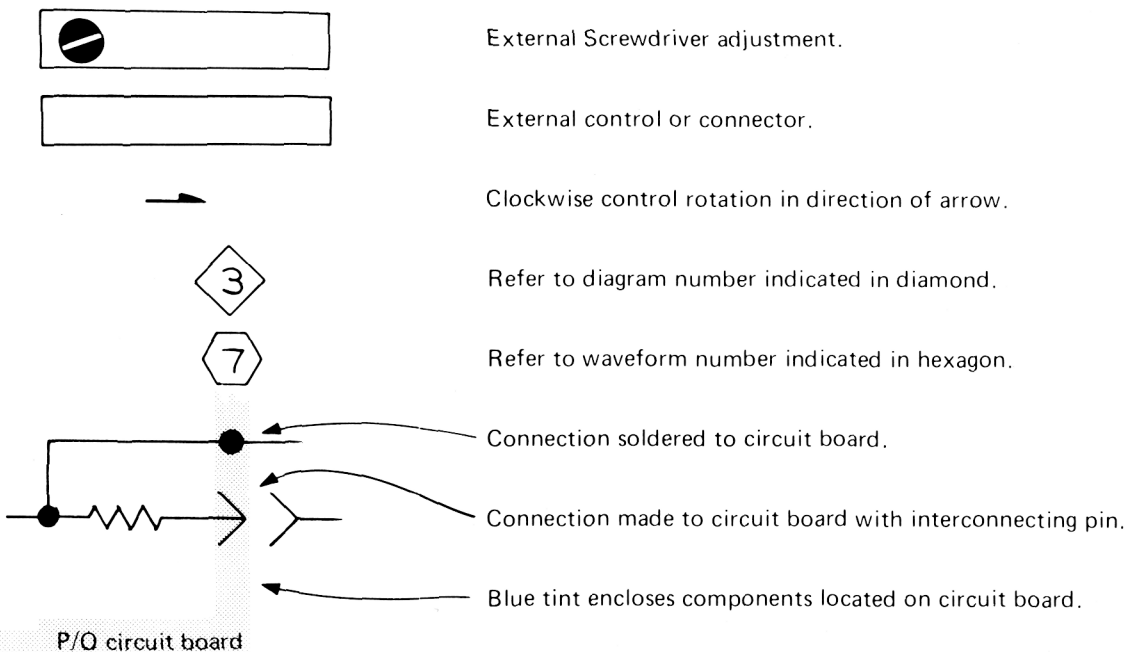 External Screwdriver adjustment.
External control or connector.
Clockwise control rotation in direction of arrow.
3
Refer to diagram number indicated in diamond.
7
Refer to waveform number indicated in hexagon.
Connection soldered to circuit board.
Connection made to circuit board with interconnecting pin.
Blue tint encloses components located on circuit board.
P/O circuit board